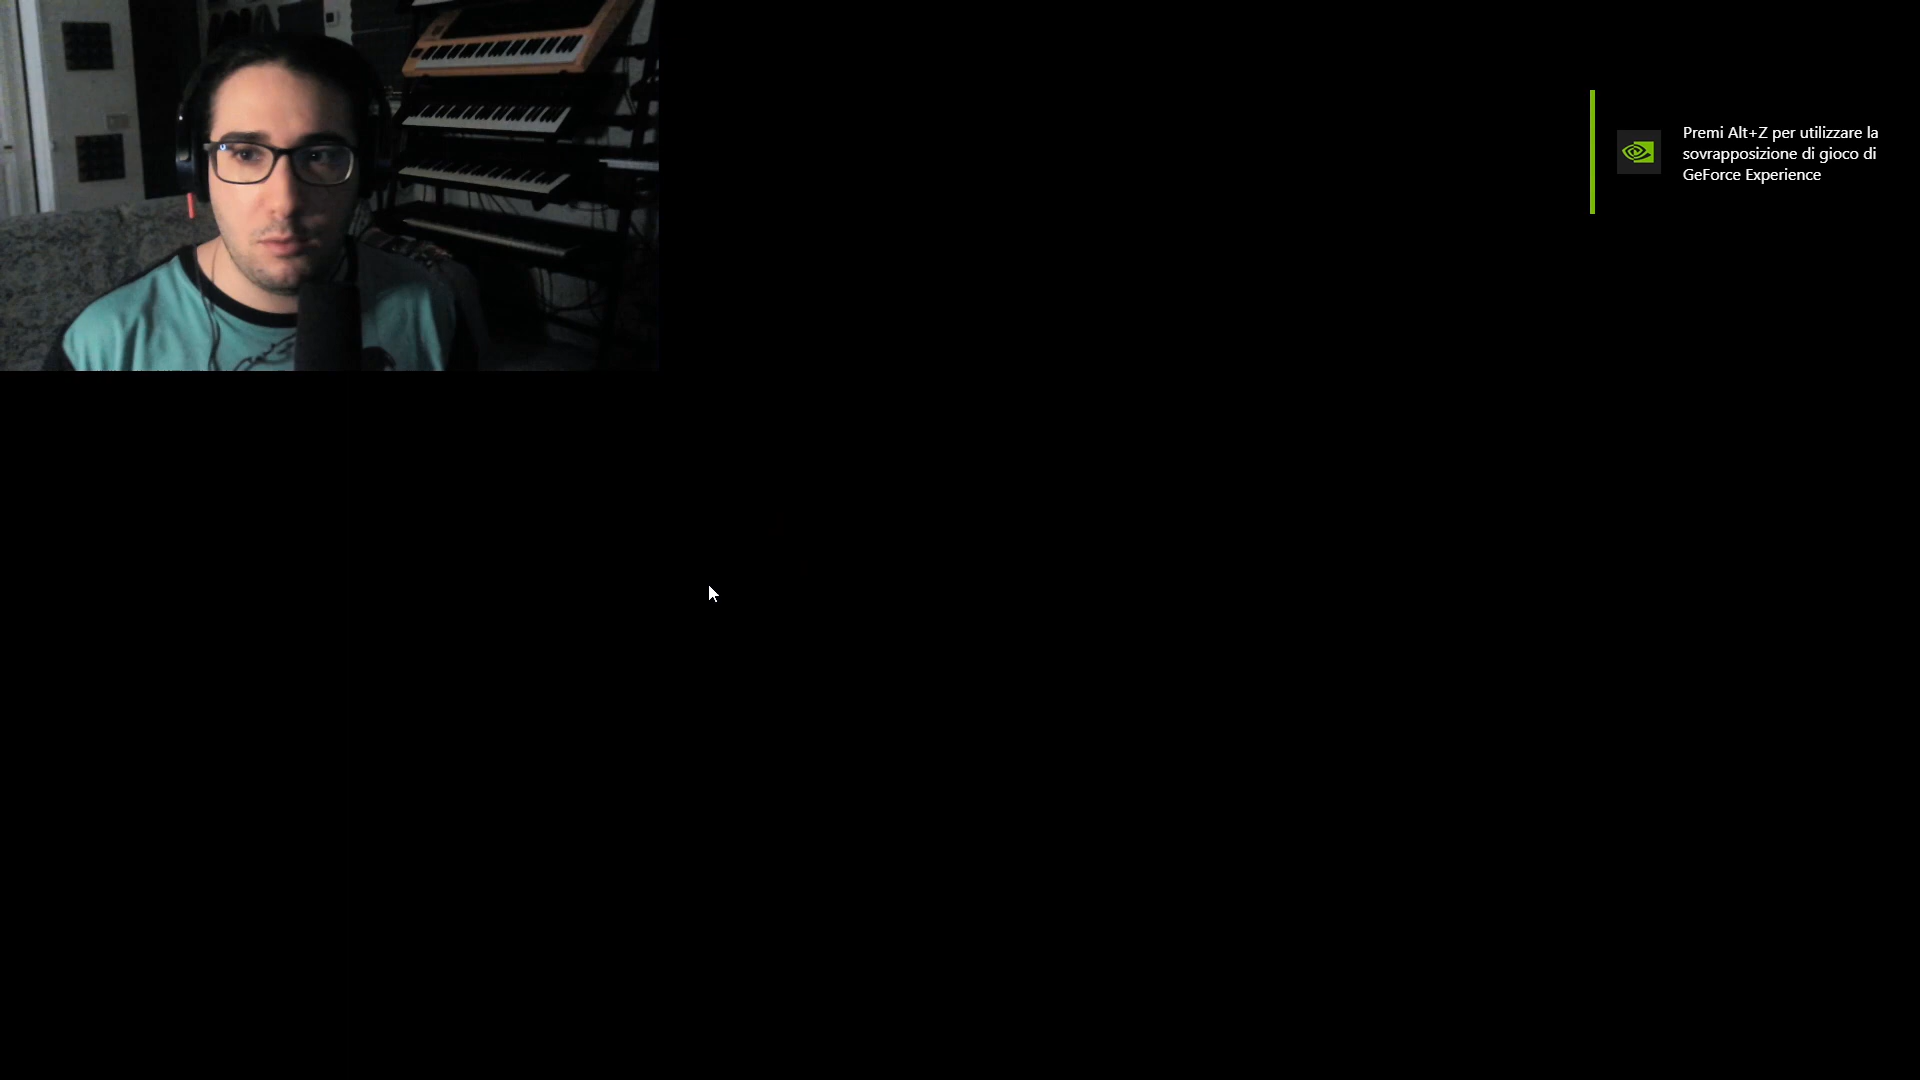 Premi Alt+Z per utilizzare la
sovrapposizione di gioco di
GeForce Experience